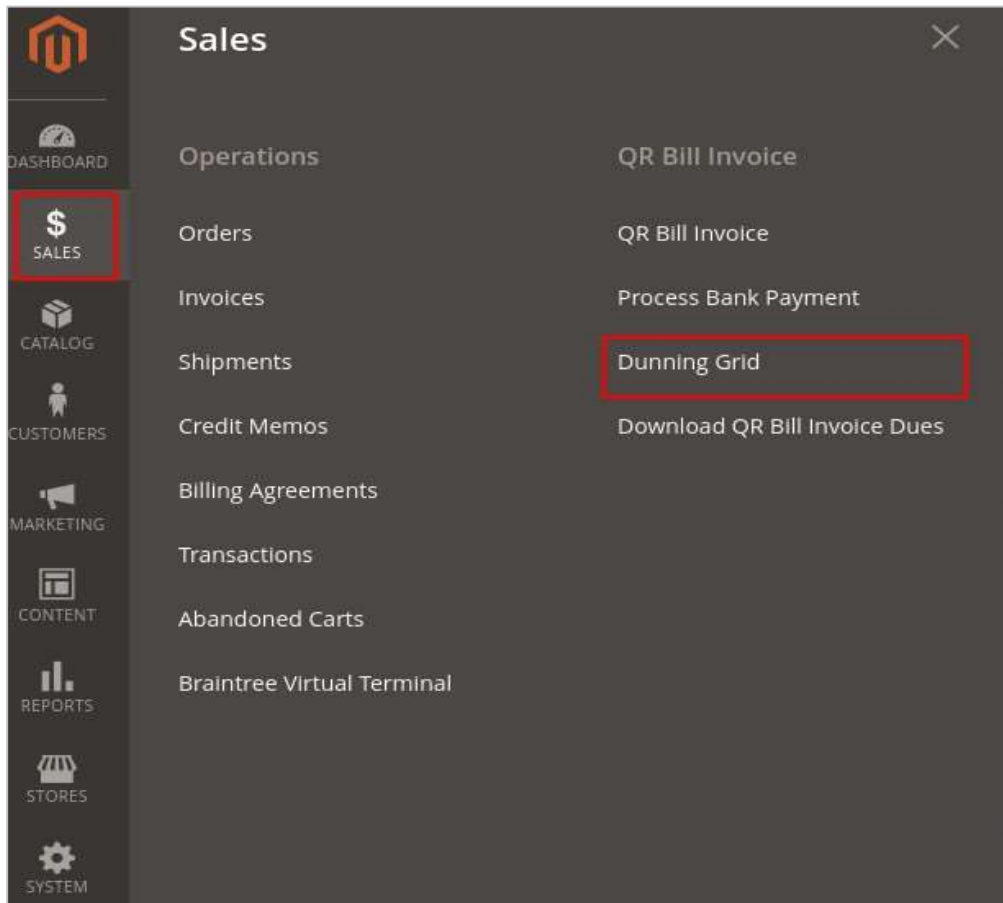 Sales
DASHBOARD
SALES
CATALOG
CUSTOMERS
MARKETING
CONTENT
REPORTS
STORES
SYSTEM
Operations
Orders
Invoices
Shipments
Credit Memos
Billing Agreements
Transactions
Abandoned Carts
Braintree Virtual Terminal
QR Bill Invoice
QR Bill Invoice
Process Bank Payment
Dunning Grid
Download QR Bill Invoice Dues